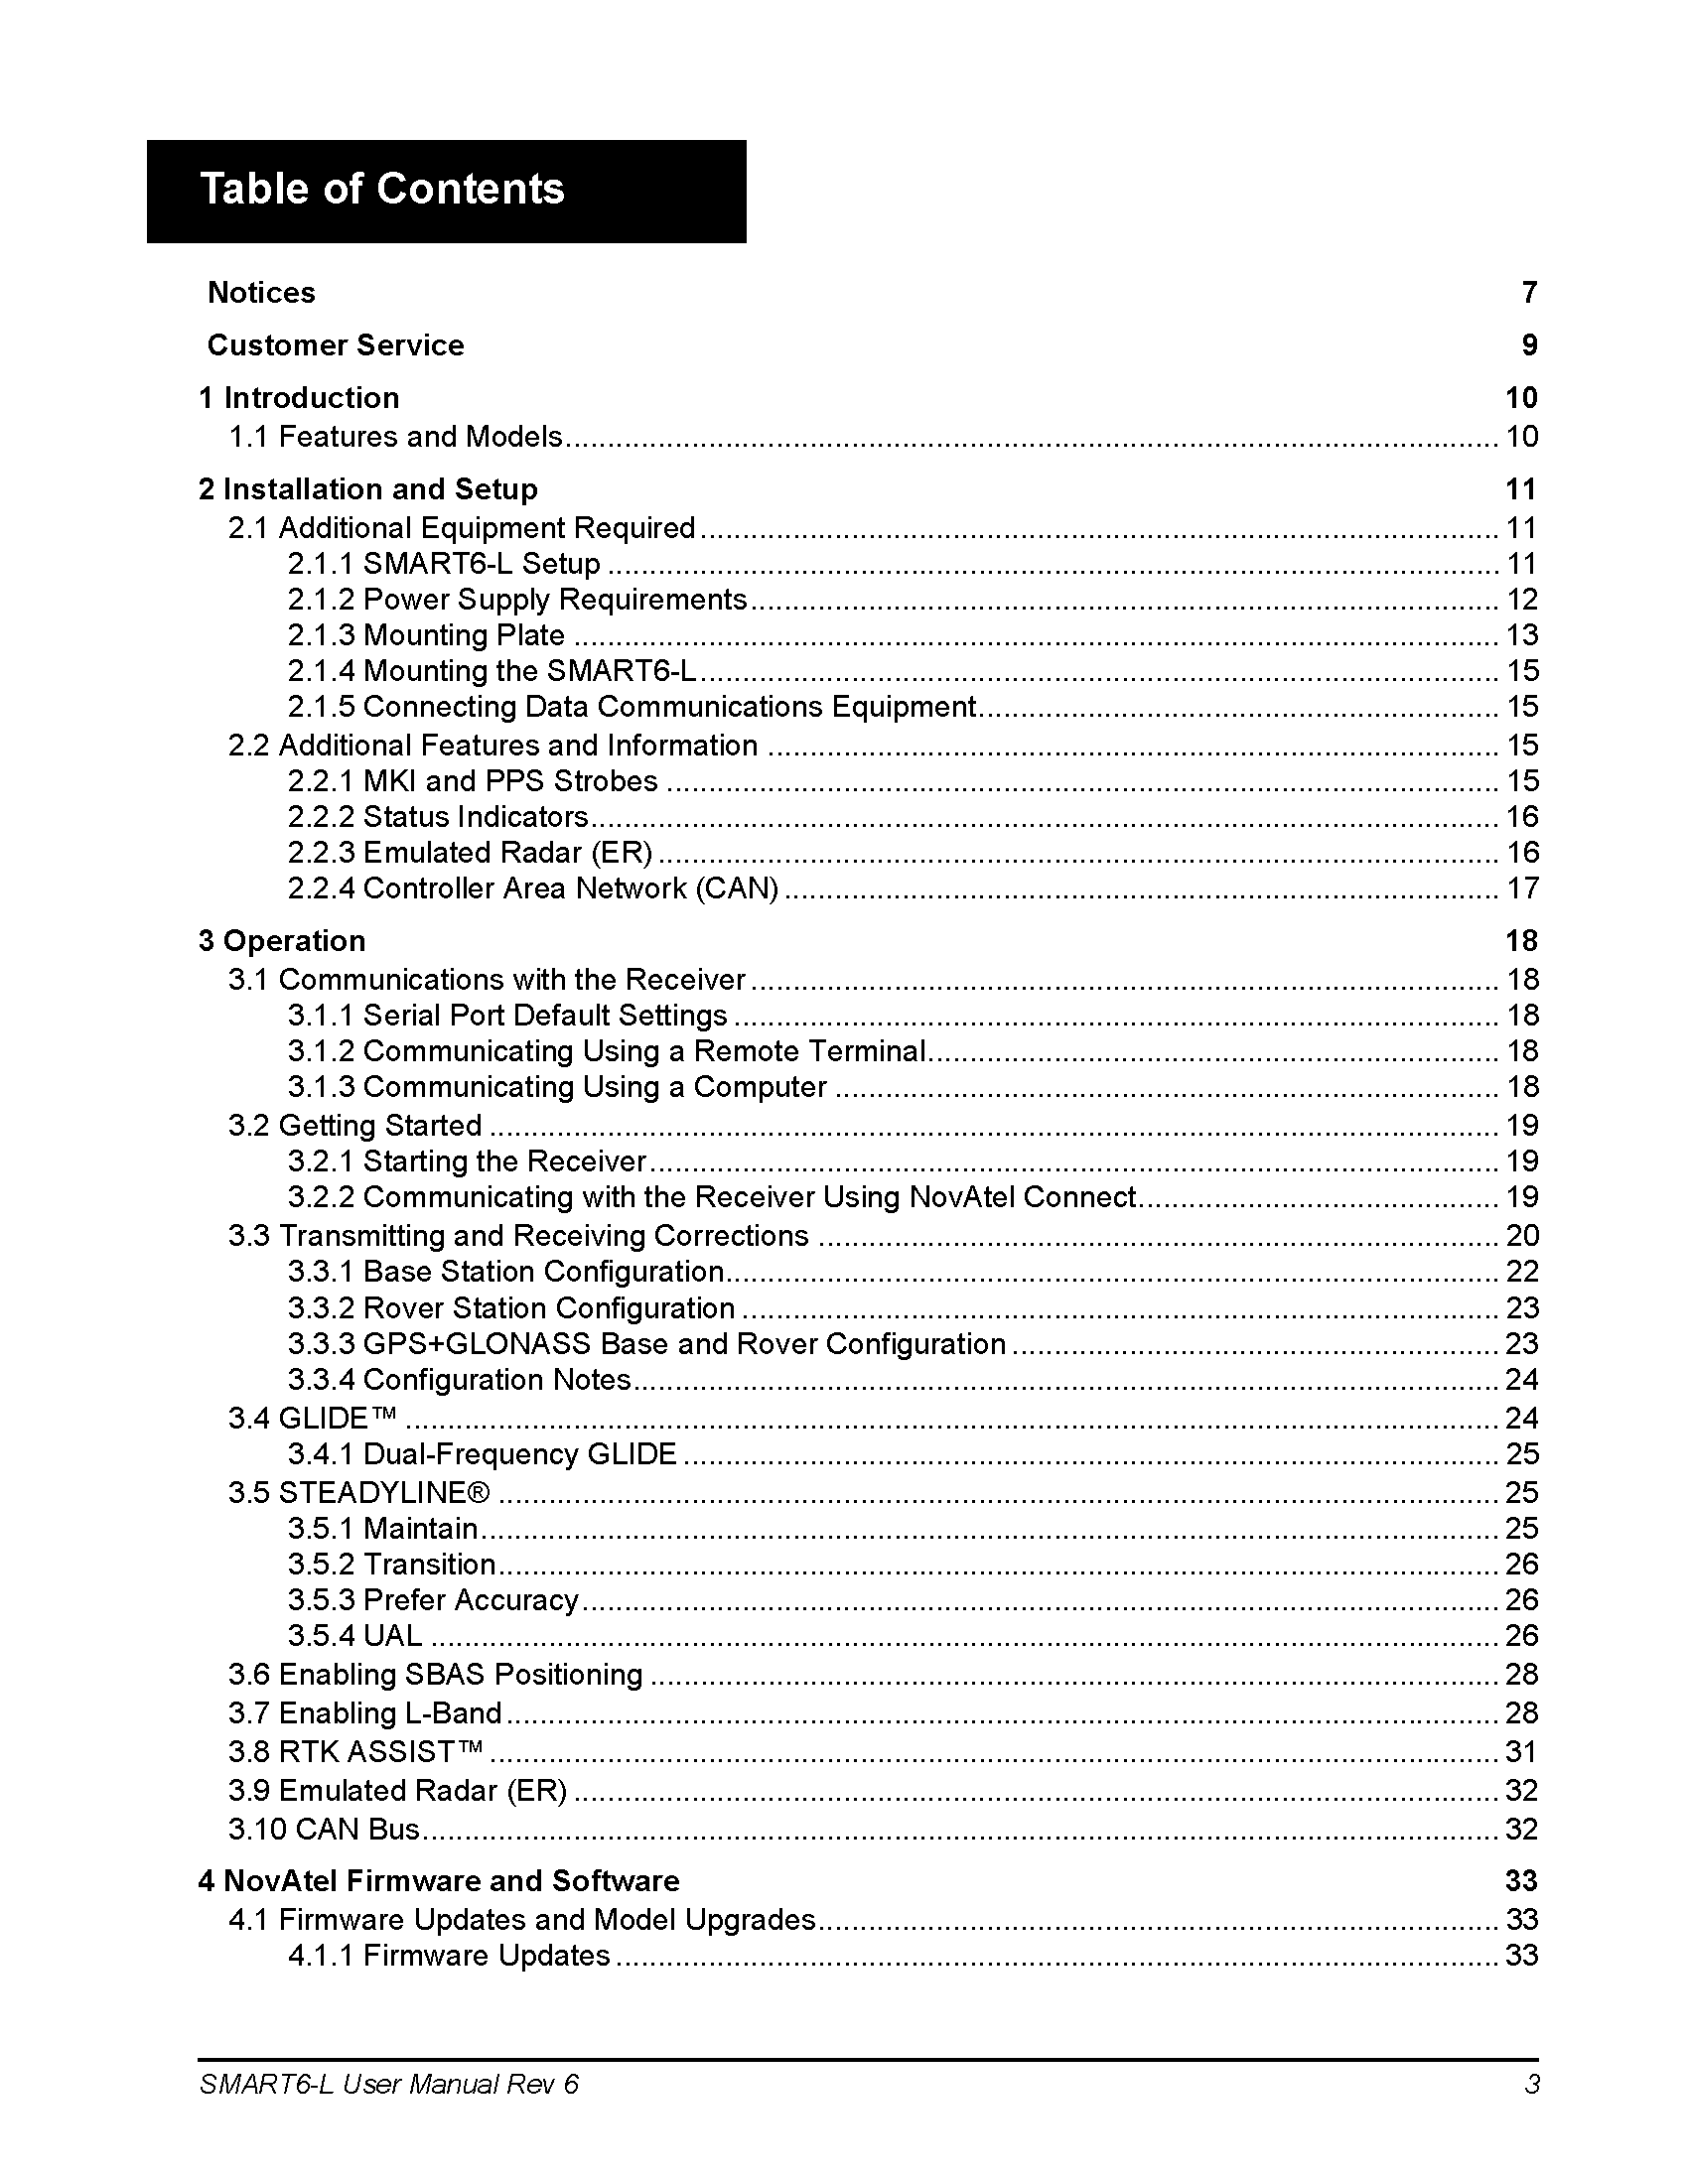 Table of Contents
Notices 7
Customer Service 9
1 Introduction 10
1.1 Features and Models 10
2 Installation and Setup 11
2.1 Additional Equipment Required 11
2.1.1 SMART6-L Setup 11
2.1.2 Power Supply Requirements 12
2.1.3 Mounting Plate 13
2.1.4 Mounting the SMART6-L 15
2.1.5 Connecting Data Communications Equipment 15
2.2 Additional Features and Information 15
2.2.1 MKI and PPS Strobes 15
2.2.2 Status Indicators 16
2.2.3 Emulated Radar (ER) 16
2.2.4 Controller Area Network (CAN) 17
3 Operation 18
3.1 Communications with the Receiver 18
3.1.1 Serial Port Default Settings 18
3.1.2 Communicating Using a Remote Terminal 18
3.1.3 Communicating Using a Computer 18
3.2 Getting Started 19
3.2.1 Starting the Receiver 19
3.2.2 Communicating with the Receiver Using NovAtel Connect 19
3.3 Transmitting and Receiving Corrections 20
3.3.1 Base Station Configuration 22
3.3.2 Rover Station Configuration 23
3.3.3 GPS+GLONASS Base and Rover Configuration 23
3.3.4 Configuration Notes 24
3.4 GLIDE™ 24
3.4.1 Dual-Frequency GLIDE 25
3.5 STEADYLINE® 25
3.5.1 Maintain 25
3.5.2 Transition 26
3.5.3 Prefer Accuracy 26
3.5.4 UAL 26
3.6 Enabling SBAS Positioning 28
3.7 Enabling L-Band 28
3.8 RTK ASSIST™ 31
3.9 Emulated Radar (ER) 32
3.10 CAN Bus 32
4 NovAtel Firmware and Software 33
4.1 Firmware Updates and Model Upgrades 33
4.1.1 Firmware Updates 33
SMART6-L User Manual Rev 6 3